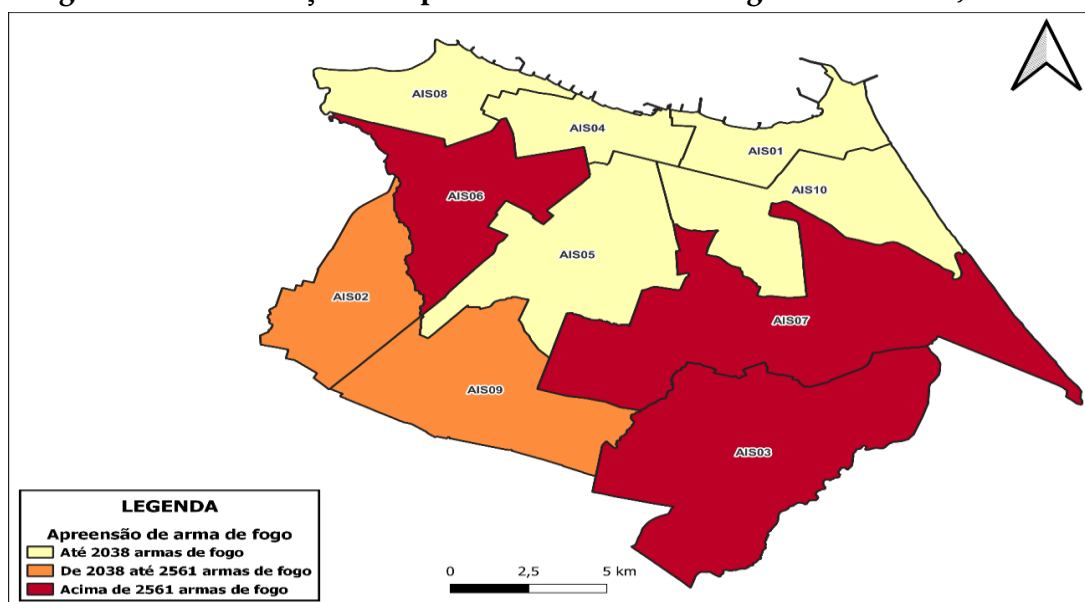 AIS08
AIS04
AIS01
AIS10
AIS06
AIS05
AIS02
AIS07
AIS09
AIS03
LEGENDA
Apreensão de arma de fogo
Até 2038 armas de fogo
De 2038 até 2561 armas de fogo
Acima de 2561 armas de fogo
0 2,5 5 km